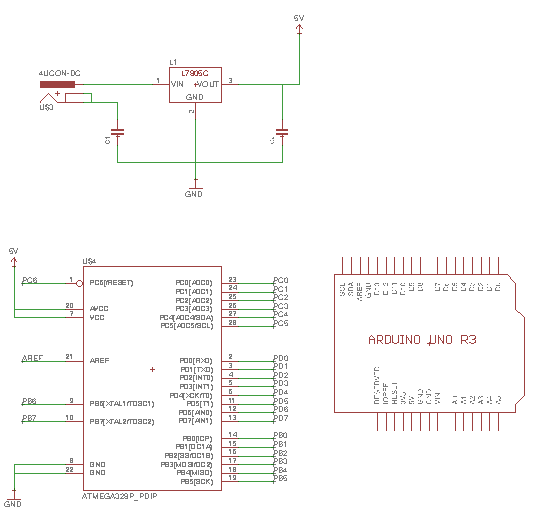 5V
L1
4UCON-DC
L7805C
1 VIN +VOUT 3
U$3
GND
2
C1
GND
5V
U$4
PC6 1 PC6(/RESET) PC0(ADC0) 23 PC0
PC1(ADC1) 24 PC1
PC2(ADC2) 25 PC2
20 AVCC PC3(ADC3) 26 PC3
7 VCC PC4(ADC4/SDA) 27 PC4
PC5(ADC5/SCL) 28 PC5
AREF 21 AREF PD0(TXD) 2 PD0
PD1(TXD) 3 PD1
PD2(INT0) 4 PD2
PD3(INT1) 5 PD3
PD4(XCK/T0) 6 PD4
PB6 9 PB6(XTAL1/TOSC1) PD5(T1) 11 PD5
PD6(AIN0) 12 PD6
PB7 10 PB7(XTAL2/TOSC2) PD7(AIN1) 13 PD7
PB0(ICP) 14 PB0
PB1(OC1A) 15 PB1
PB2(SS/OC1B) 16 PB2
8 GND PB3(MOSI/OC2) 17 PB3
22 GND PB4(MISO) 18 PB4
PB5(SCK) 19 PB5
GND
ATMEGA328P_PDIP
SCL SDA AREF GND D13 D12 D11 D10 D9 D8 D7 D6 D5 D4 D3 D2 D1 D0
ARDUINO UNO R3
IOREF RESET 3V3 5V GND GND VIN A0 A1 A2 A3 A4 A5